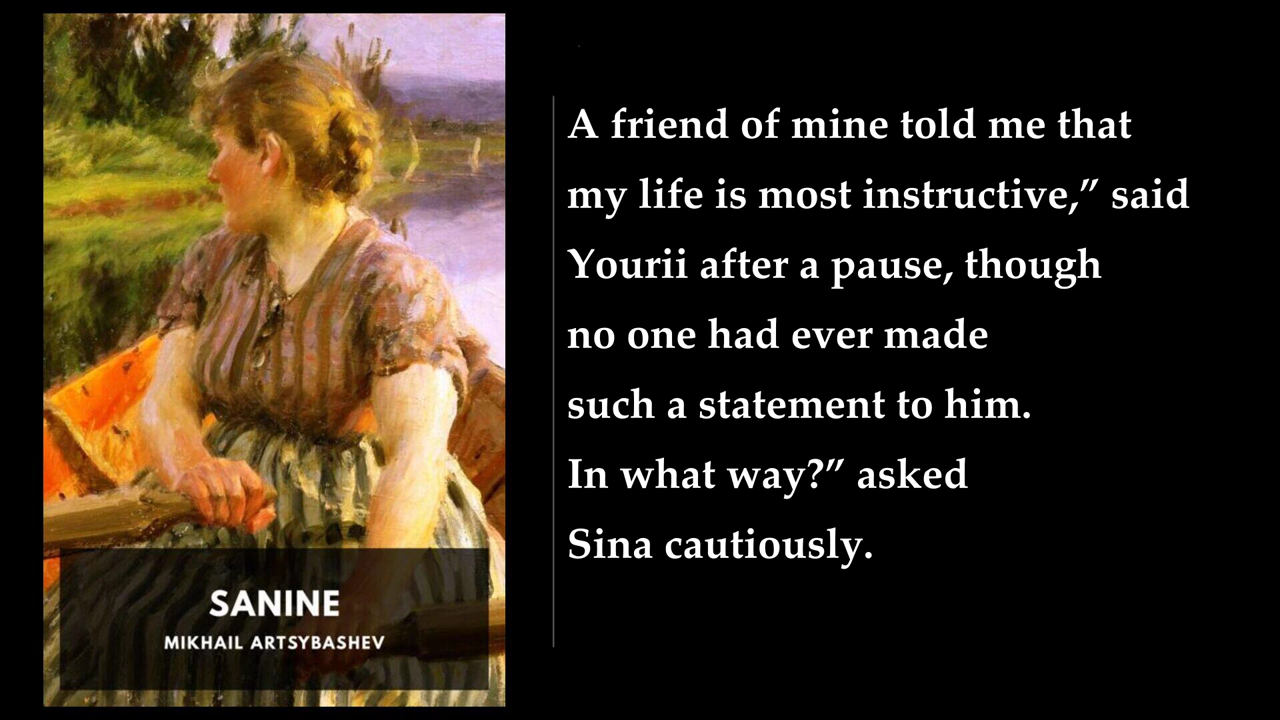 SANINE
MIKHAIL ARTSYBASHEV
A friend of mine told me that
my life is most instructive,” said
Yourii after a pause, though
no one had ever made
such a statement to him.
In what way?” asked
Sina cautiously.